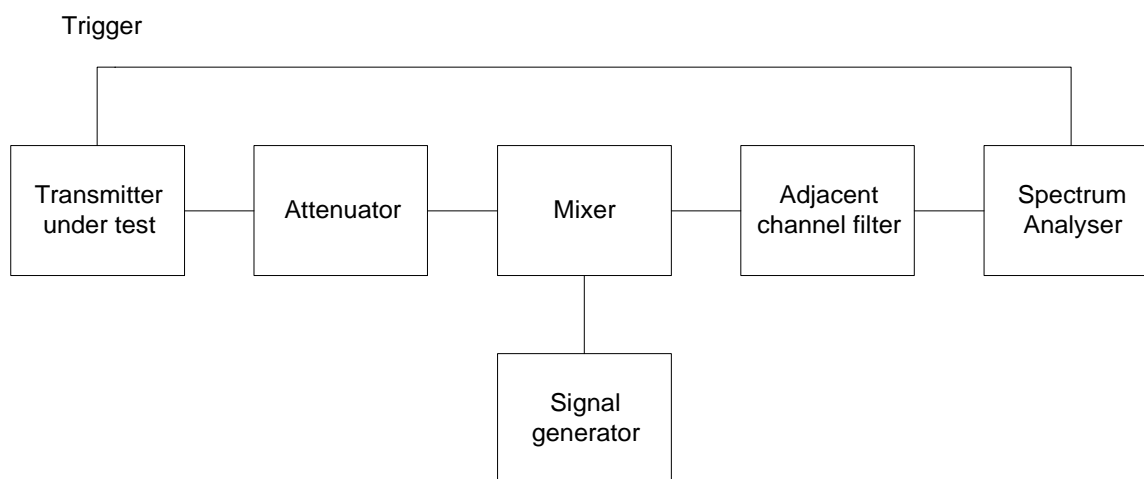 Trigger
Transmitter
under test
Attenuator
Mixer
Adjacent
channel filter
Spectrum
Analyser
Signal
generator